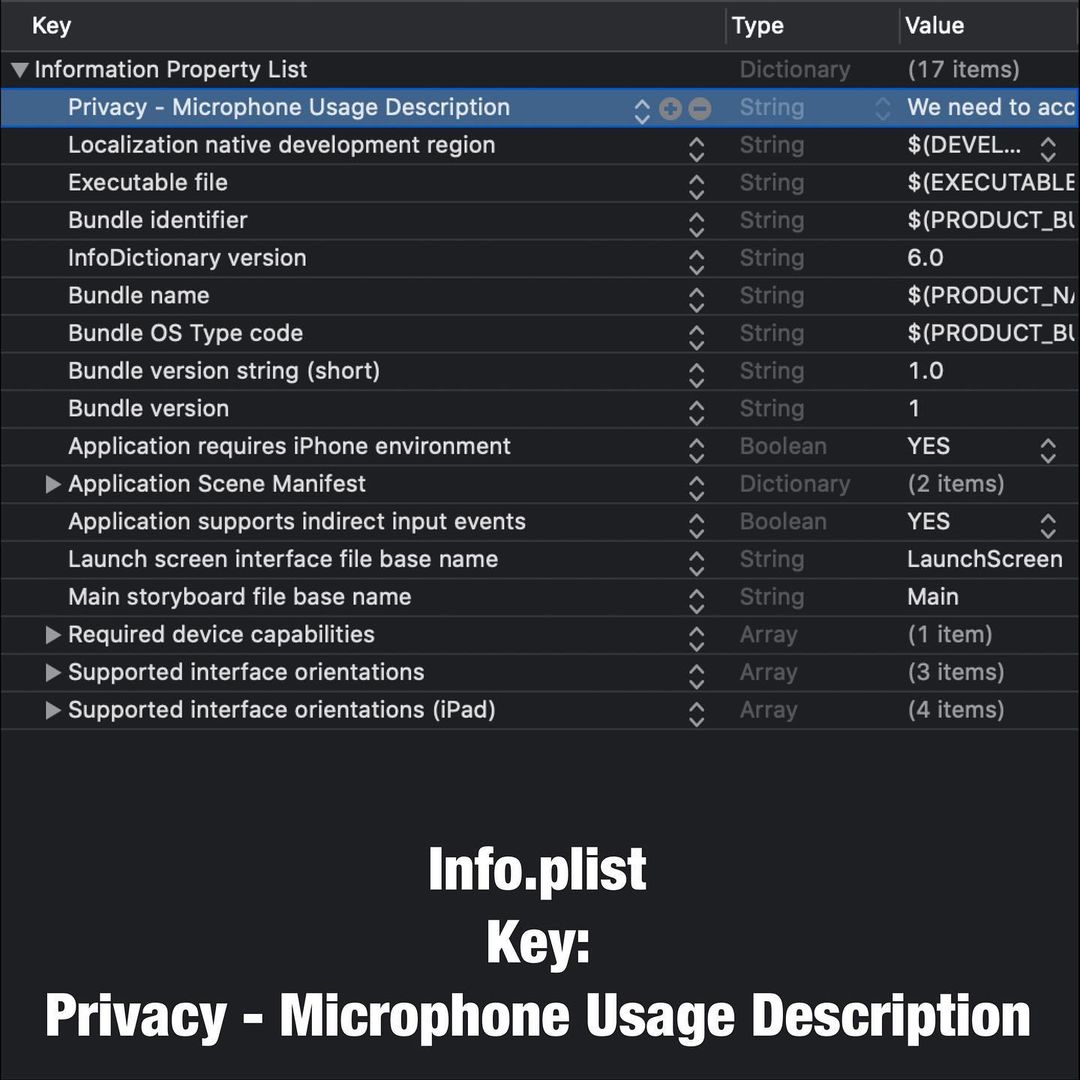 Key Type Value
Information Property List Dictionary (17 items)
Privacy - Microphone Usage Description String We need to acc
Localization native development region String $(DEVEL...
Executable file String $(EXECUTABLE
Bundle identifier String $(PRODUCT_BU
InfoDictionary version String 6.0
Bundle name String $(PRODUCT_NA
Bundle OS Type code String $(PRODUCT_BU
Bundle version string (short) String 1.0
Bundle version String 1
Application requires iPhone environment Boolean YES
Application Scene Manifest Dictionary (2 items)
Application supports indirect input events Boolean YES
Launch screen interface file base name String LaunchScreen
Main storyboard file base name String Main
Required device capabilities Array (1 item)
Supported interface orientations Array (3 items)
Supported interface orientations (iPad) Array (4 items)
Info.plist
Key:
Privacy - Microphone Usage Description